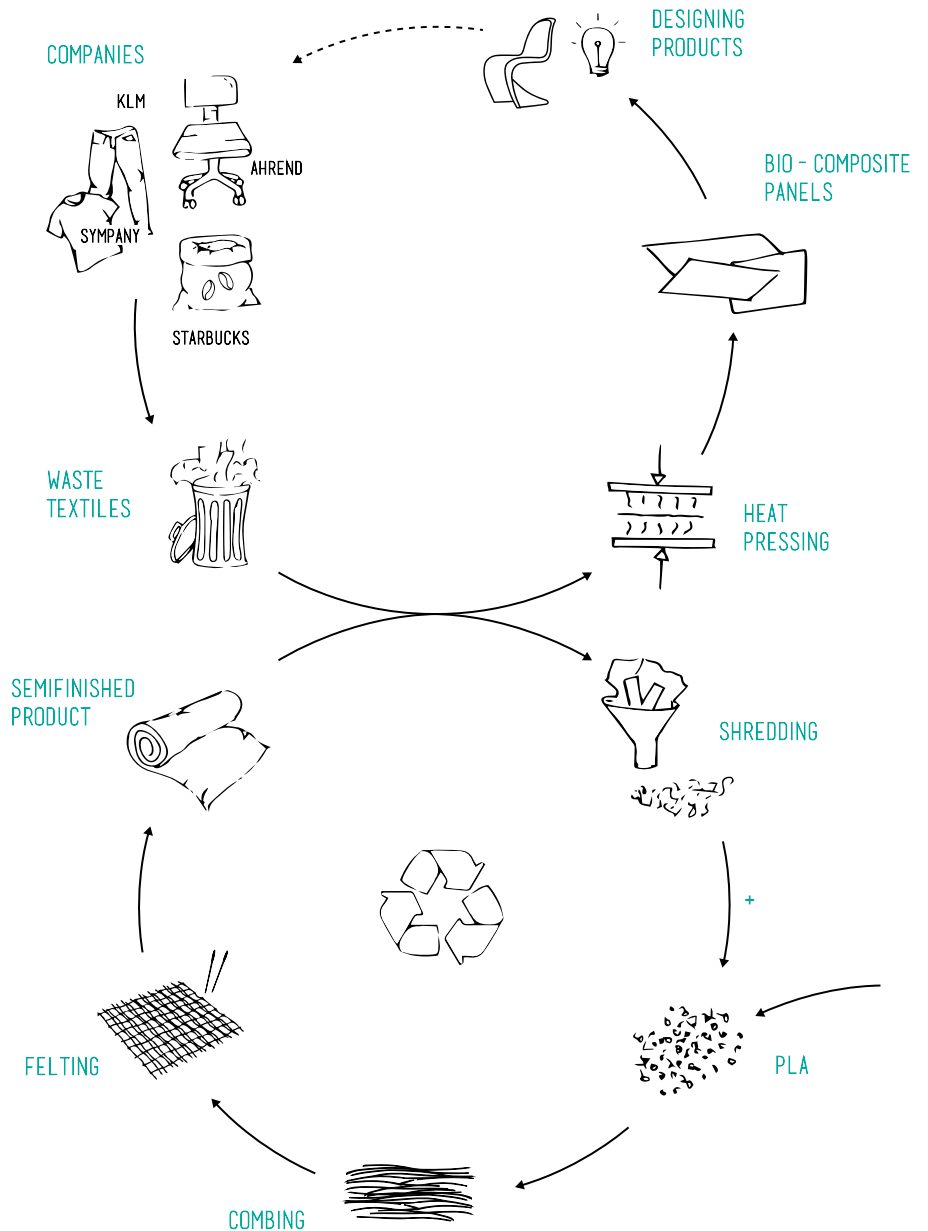 DESIGNING
PRODUCTS
COMPANIES
KLM
AHREND
SYMPANY
STARBUCKS
BIO - COMPOSITE
PANELS
WASTE
TEXTILES
HEAT
PRESSING
SEMIFINISHED
PRODUCT
SHREDDING
+
FELTING
PLA
COMBING